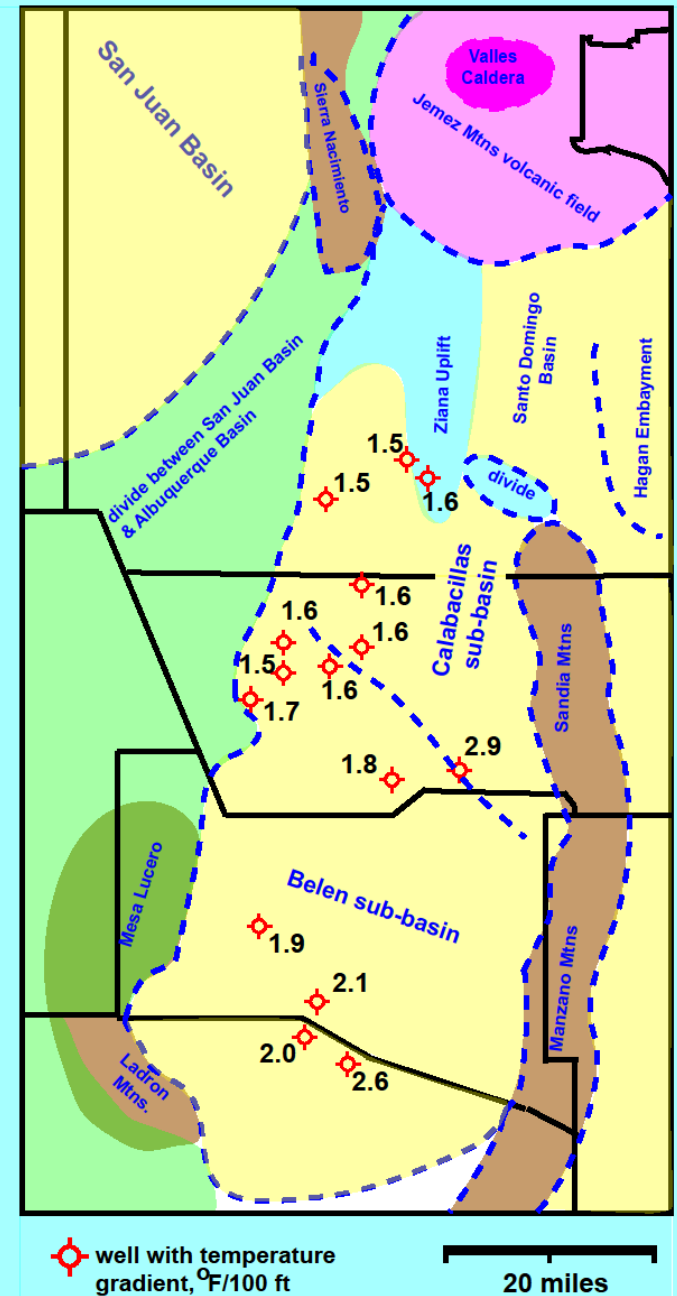 San Juan Basin
Sierra Nacimiento
Valles
Caldera
Jemez Mtns volcanic field
divide between San Juan Basin
& Albuquerque Basin
Ziana Uplift
Santo Domingo
Basin
Hagan Embayment
divide
1.5
1.5
1.6
1.6
1.6
1.6
1.5
1.6
1.7
Calabacillas
sub-basin
Sandia Mtns
1.8
2.9
Mesa Lucero
Belen sub-basin
1.9
2.1
2.0
2.6
Manzano Mtns
Ladron
Mtns.
well with temperature
gradient, °F/100 ft
20 miles